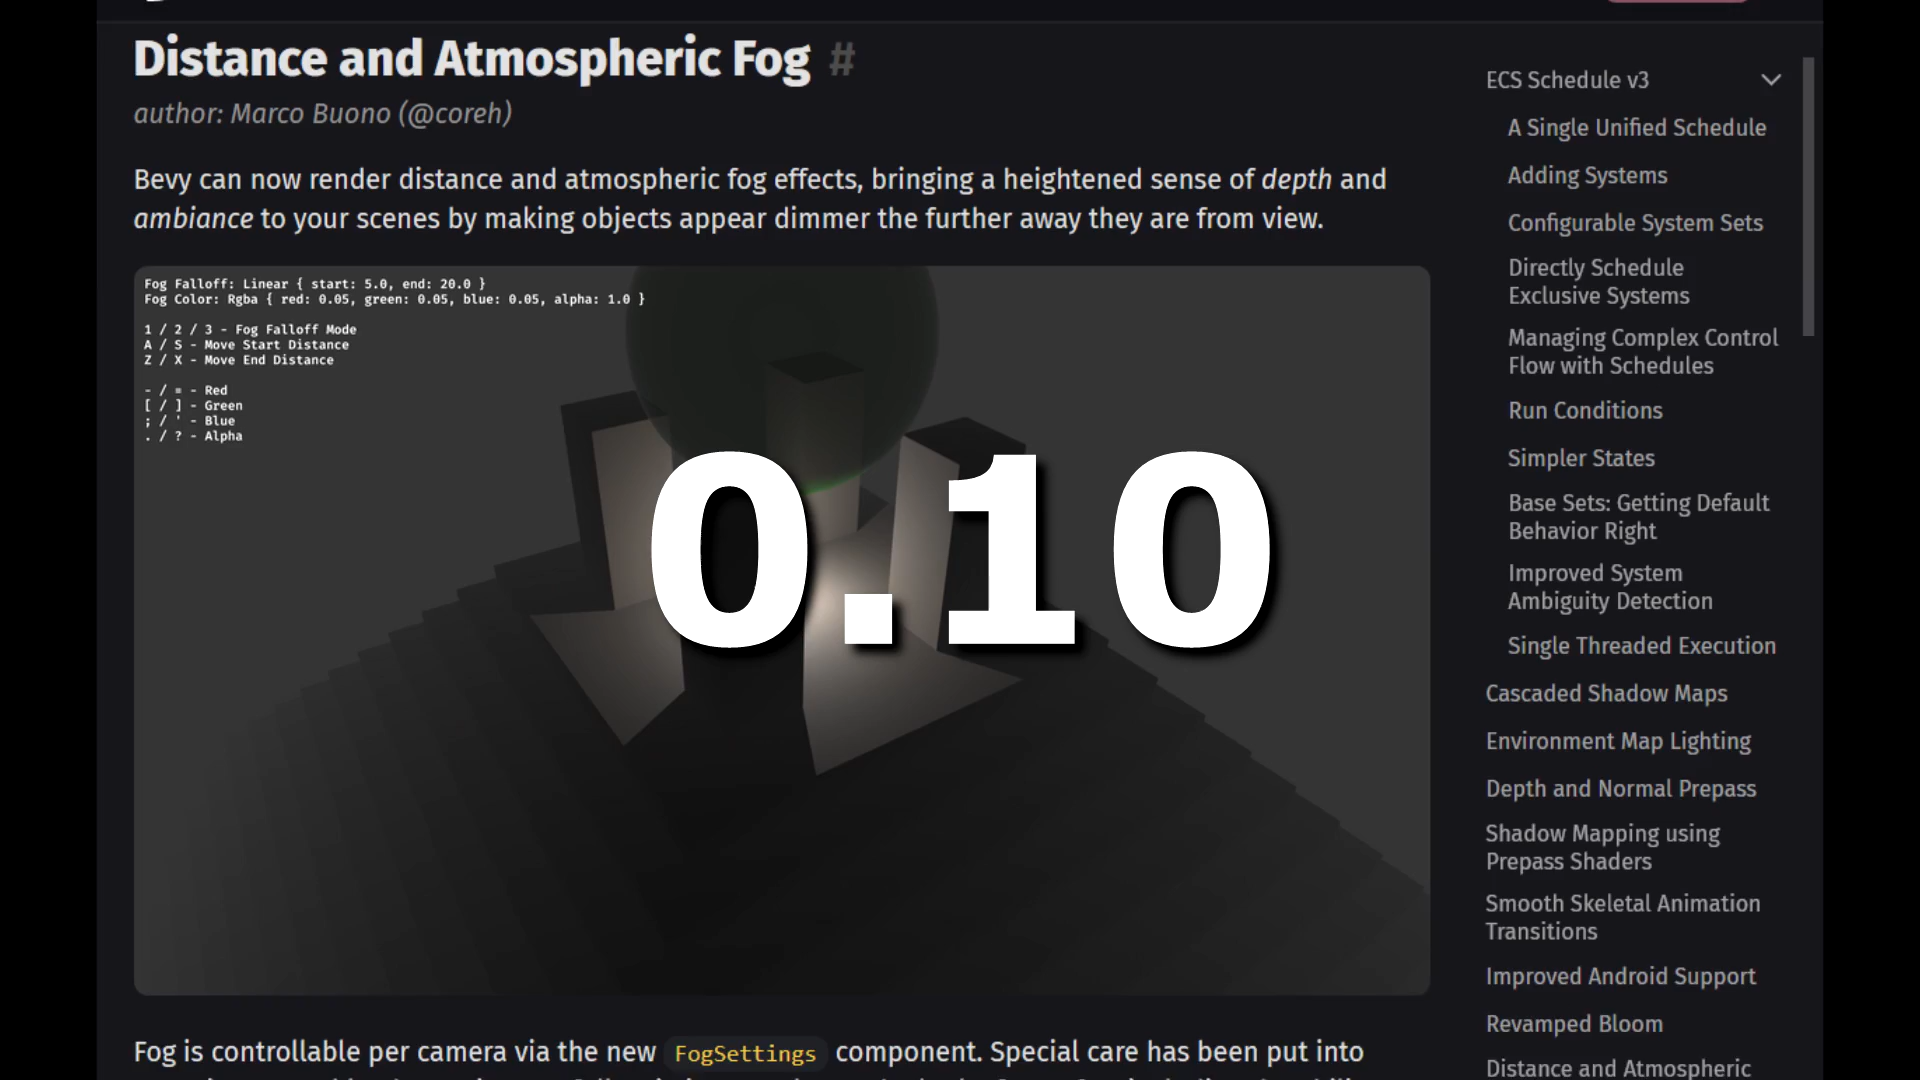 Distance and Atmospheric Fog #
author: Marco Buono (@coreh)
Bevy can now render distance and atmospheric fog effects, bringing a heightened sense of depth and
ambiance to your scenes by making objects appear dimmer the further away they are from view.
Fog Falloff: Linear { start: 5.0, end: 20.0 }
Fog Color: Rgba { red: 0.05, green: 0.05, blue: 0.05, alpha: 1.0 }
1 / 2 / 3 - Fog Falloff Mode
A / S - Move Start Distance
Z / X - Move End Distance
- / = - Red
[ / ] - Green
; / ' - Blue
. / ? - Alpha
0.10
Fog is controllable per camera via the new FogSettings component. Special care has been put into
ECS Schedule v3
A Single Unified Schedule
Adding Systems
Configurable System Sets
Directly Schedule
Exclusive Systems
Managing Complex Control
Flow with Schedules
Run Conditions
Simpler States
Base Sets: Getting Default
Behavior Right
Improved System
Ambiguity Detection
Single Threaded Execution
Cascaded Shadow Maps
Environment Map Lighting
Depth and Normal Prepass
Shadow Mapping using
Prepass Shaders
Smooth Skeletal Animation
Transitions
Improved Android Support
Revamped Bloom
Distance and Atmospheric